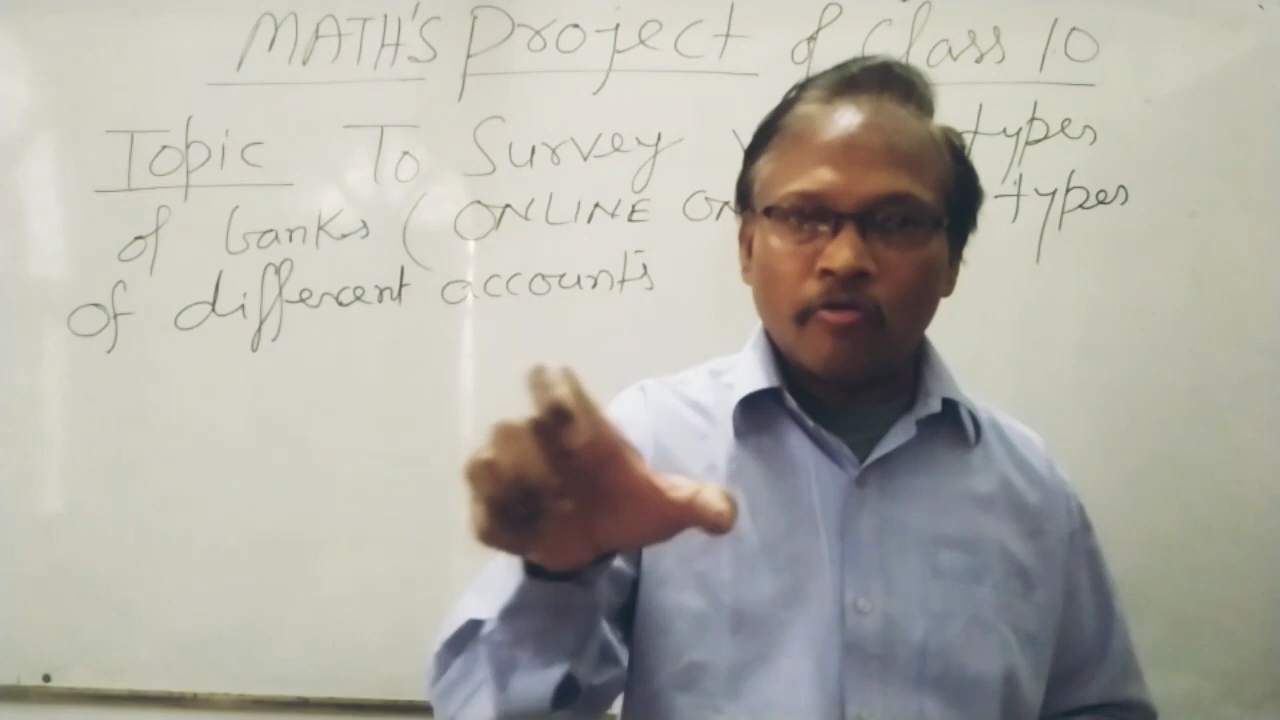 MATH'S Project of Class 10
Topic To Survey types
of banks ( ONLINE types
of different accounts